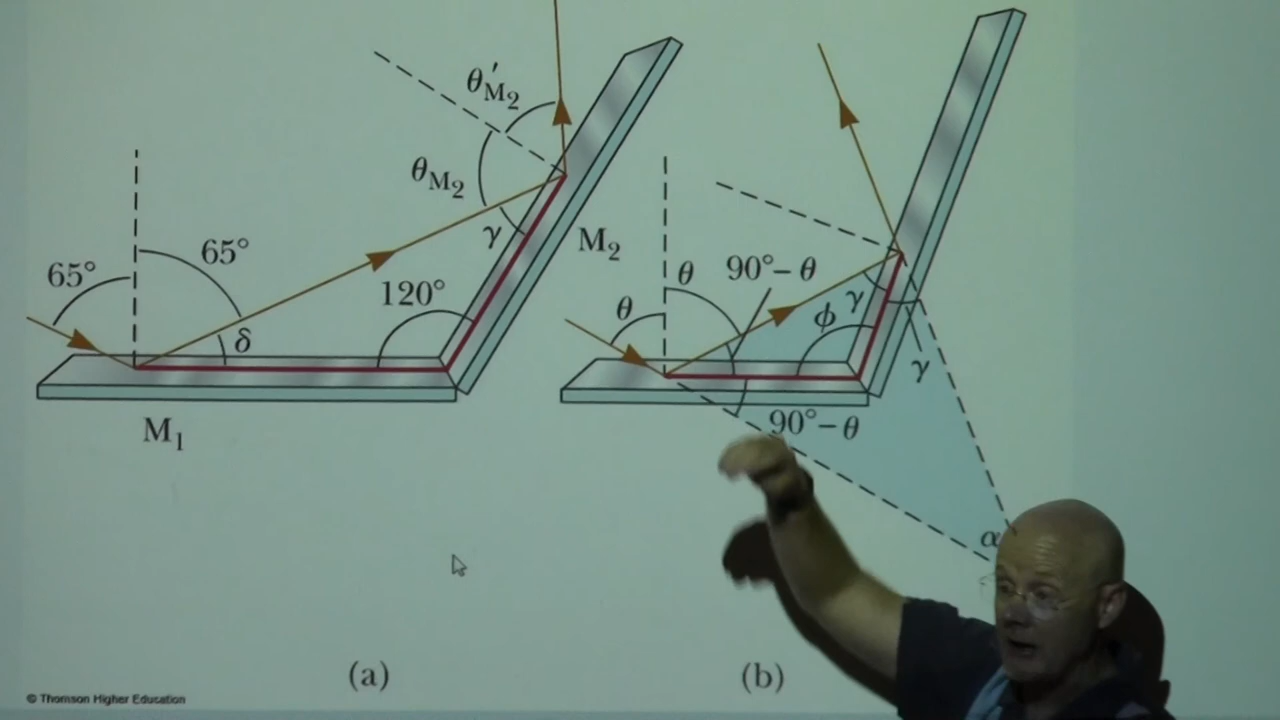 θ′M₂
θM₂
65°
65°
γ
M₂
120°
δ
M₁
(a)
θ
90°– θ
θ
ϕ
γ
γ
90°– θ
α
(b)
© Thomson Higher Education